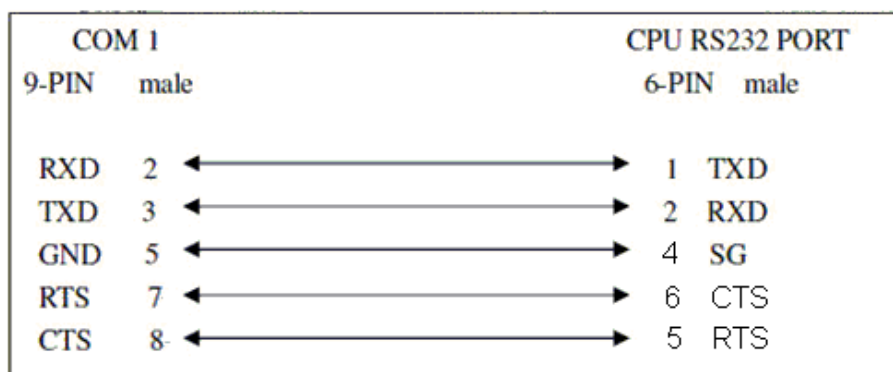 COM 1 CPU RS232 PORT
9-PIN male 6-PIN male
RXD 2 1 TXD
TXD 3 2 RXD
GND 5 4 SG
RTS 7 6 CTS
CTS 8 5 RTS